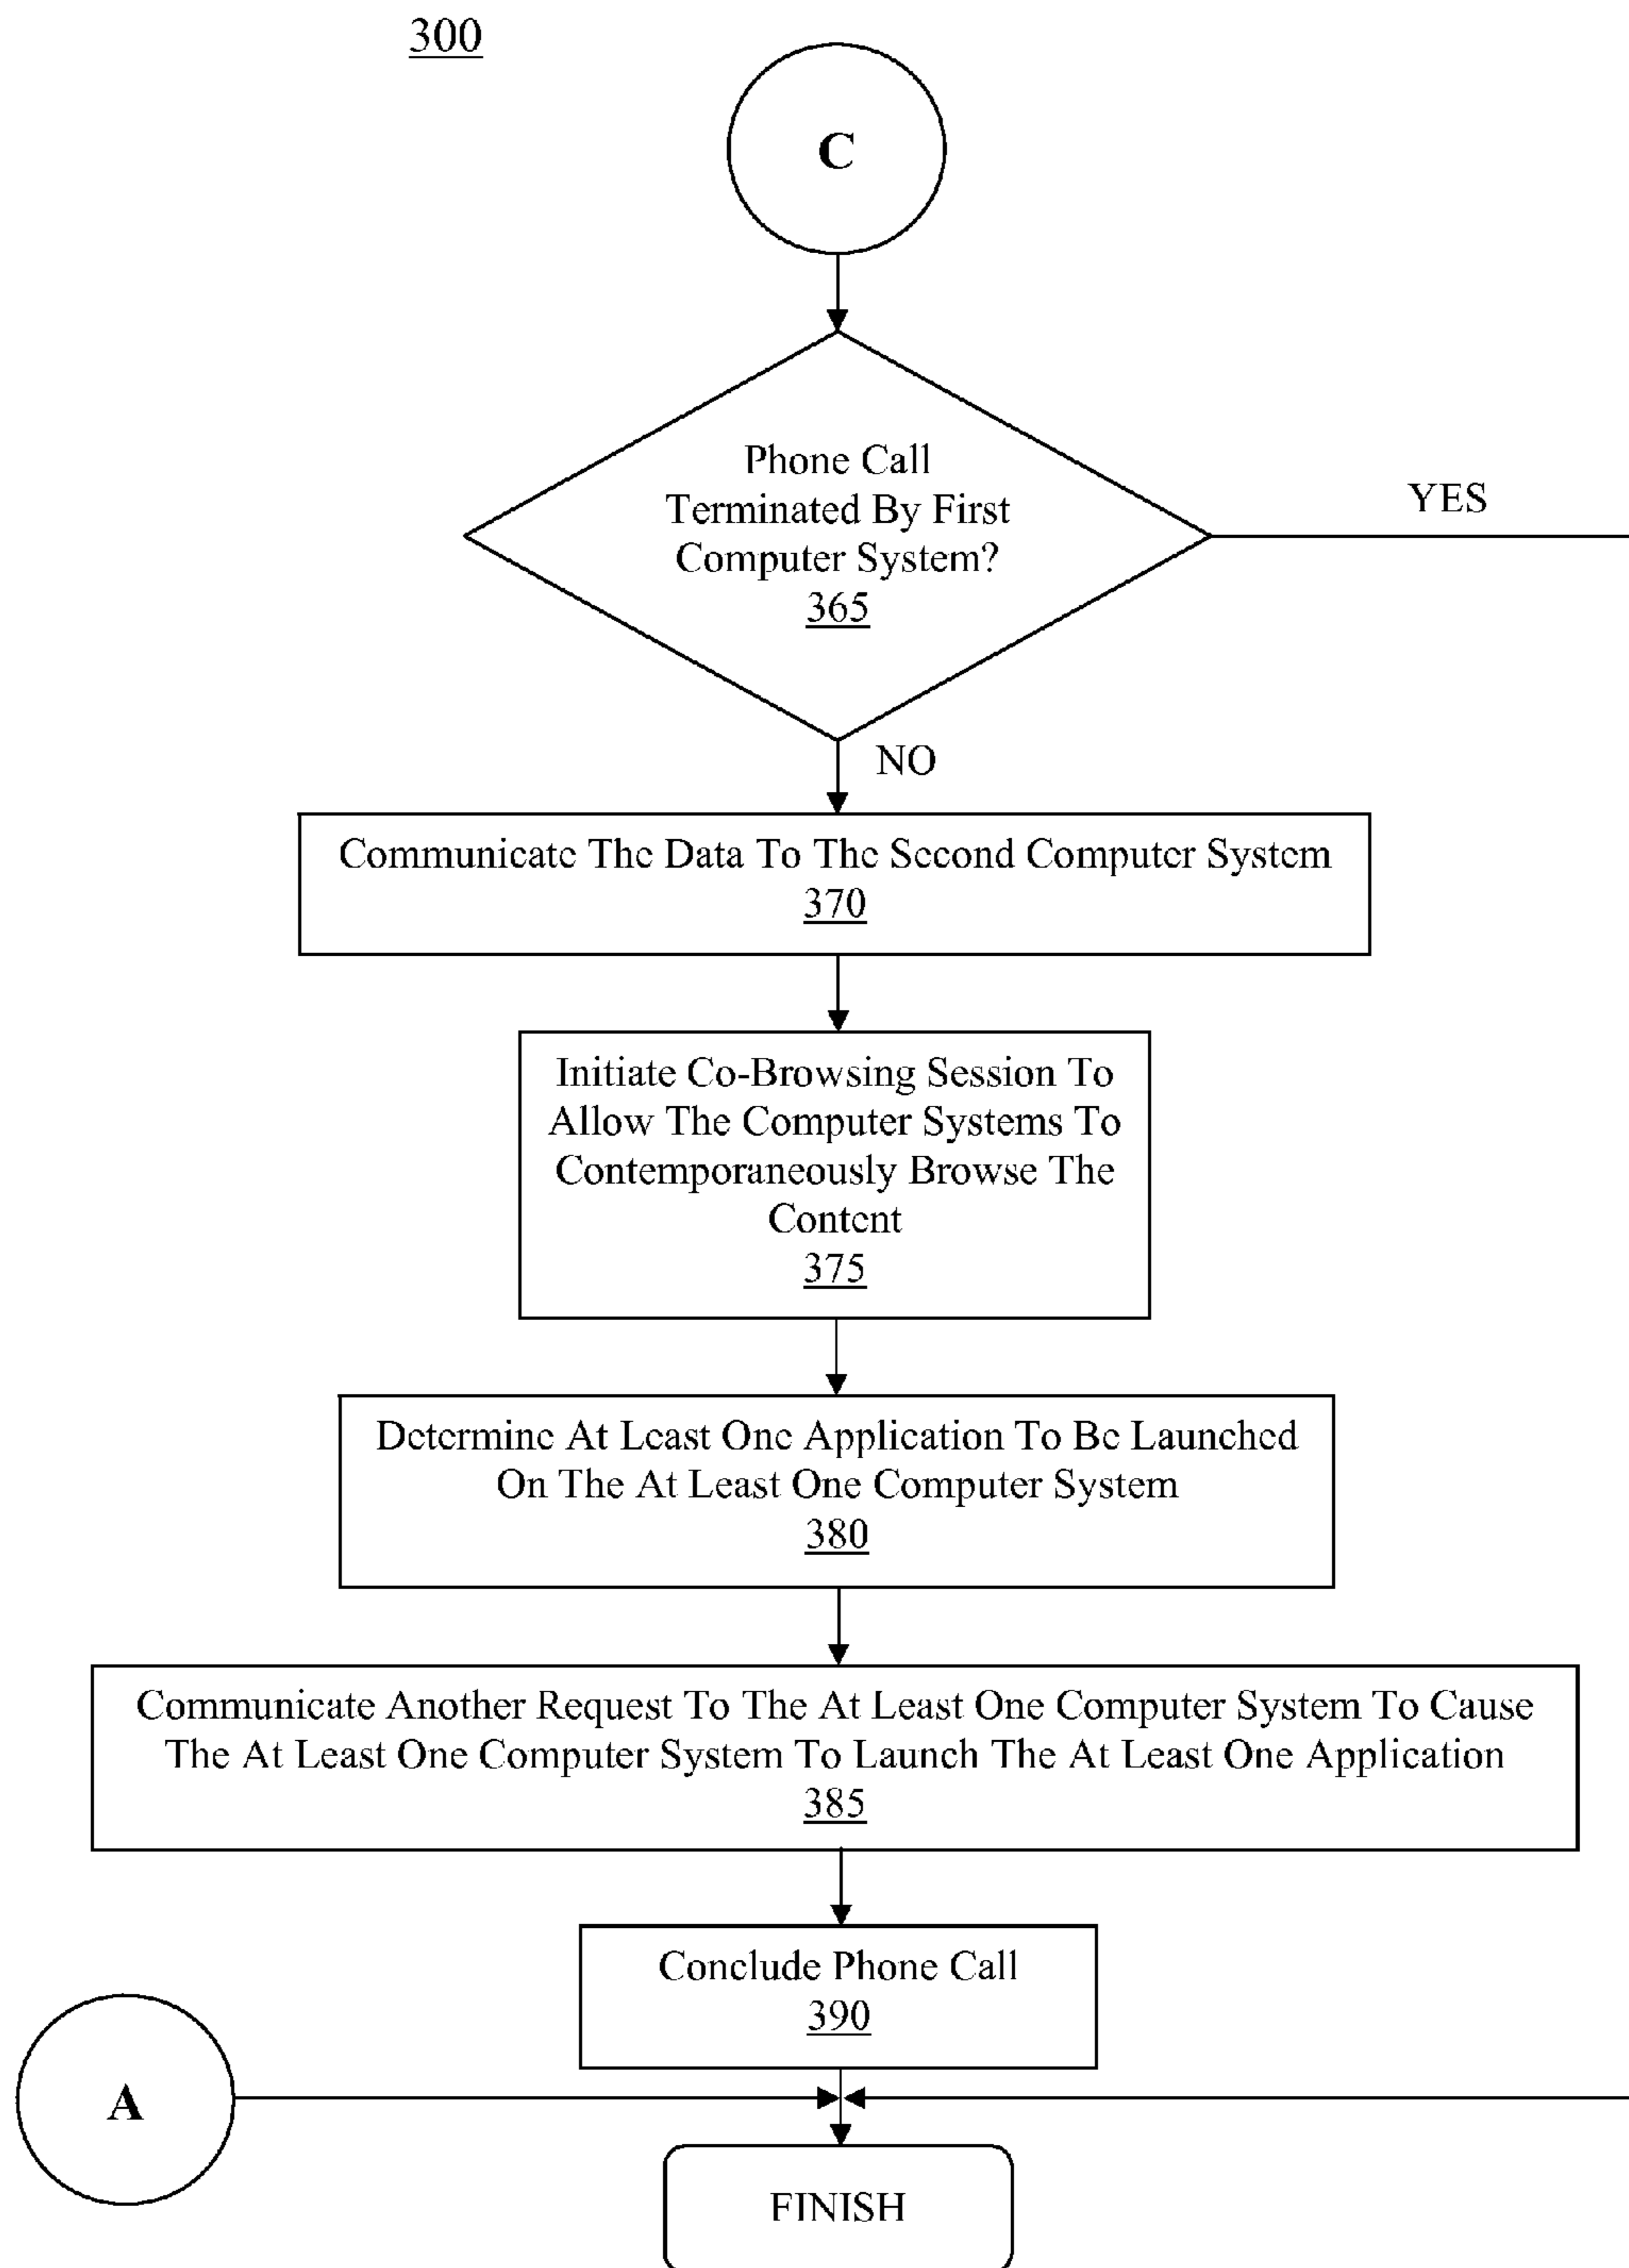 300
C
Phone Call
Terminated By First
Computer System?
365
YES
NO
Communicate The Data To The Second Computer System
370
Initiate Co-Browsing Session To
Allow The Computer Systems To
Contemporaneously Browse The
Content
375
Determine At Least One Application To Be Launched
On The At Least One Computer System
380
Communicate Another Request To The At Least One Computer System To Cause
The At Least One Computer System To Launch The At Least One Application
385
Conclude Phone Call
390
A
FINISH